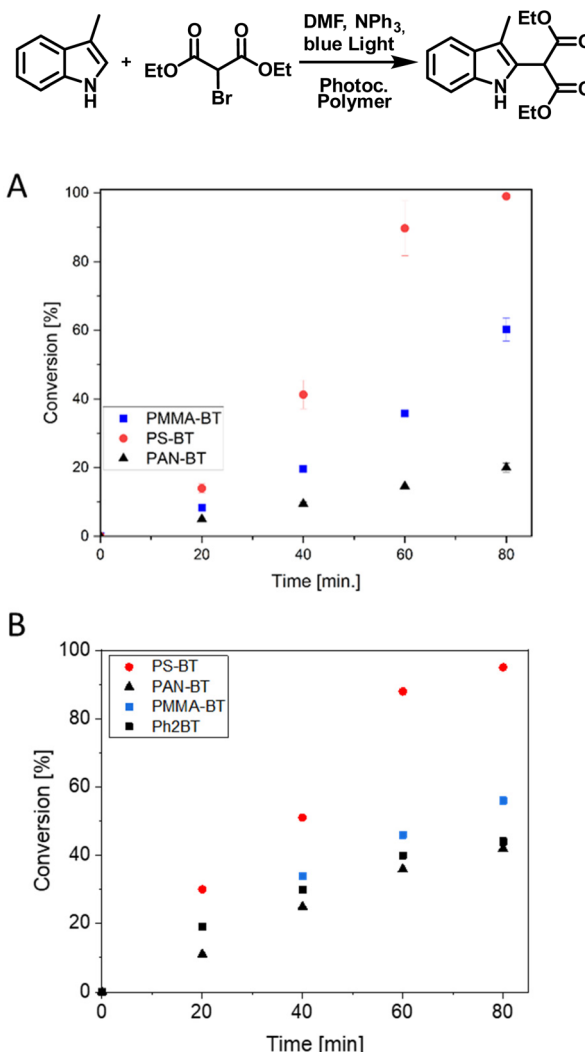 DMF, NPh3,
blue Light
Photoc.
Polymer
N
H
+
O O
EtO OEt
Br
N
H
EtO
O
O
EtO
A
Conversion [%]
100
80
60
40
20
0
PMMA-BT
PS-BT
PAN-BT
0 20 40 60 80
Time [min.]
B
Conversion [%]
100
80
60
40
20
0
PS-BT
PAN-BT
PMMA-BT
Ph2BT
0 20 40 60 80
Time [min]